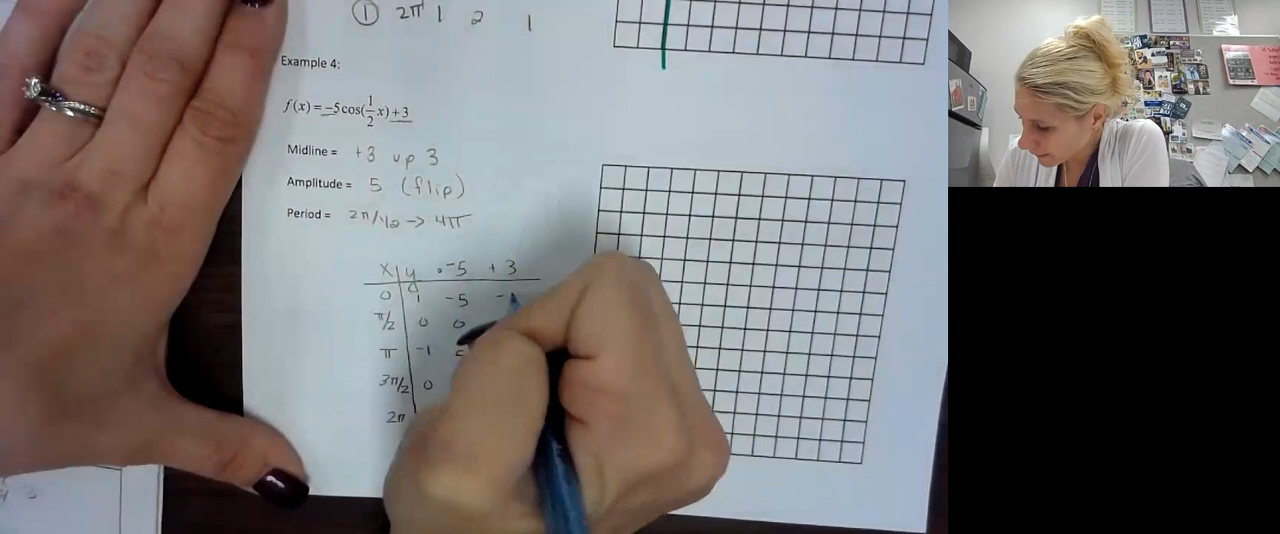 ① 2π 1 2 1
Example 4:
f(x) = -5cos(1/2 x)+3
Midline = +3 up 3
Amplitude = 5 (flip)
Period = 2π/1/2 → 4π
x y ·-5 +3
0 1 -5
π/2 0 0
π -1 5
3π/2 0
2π